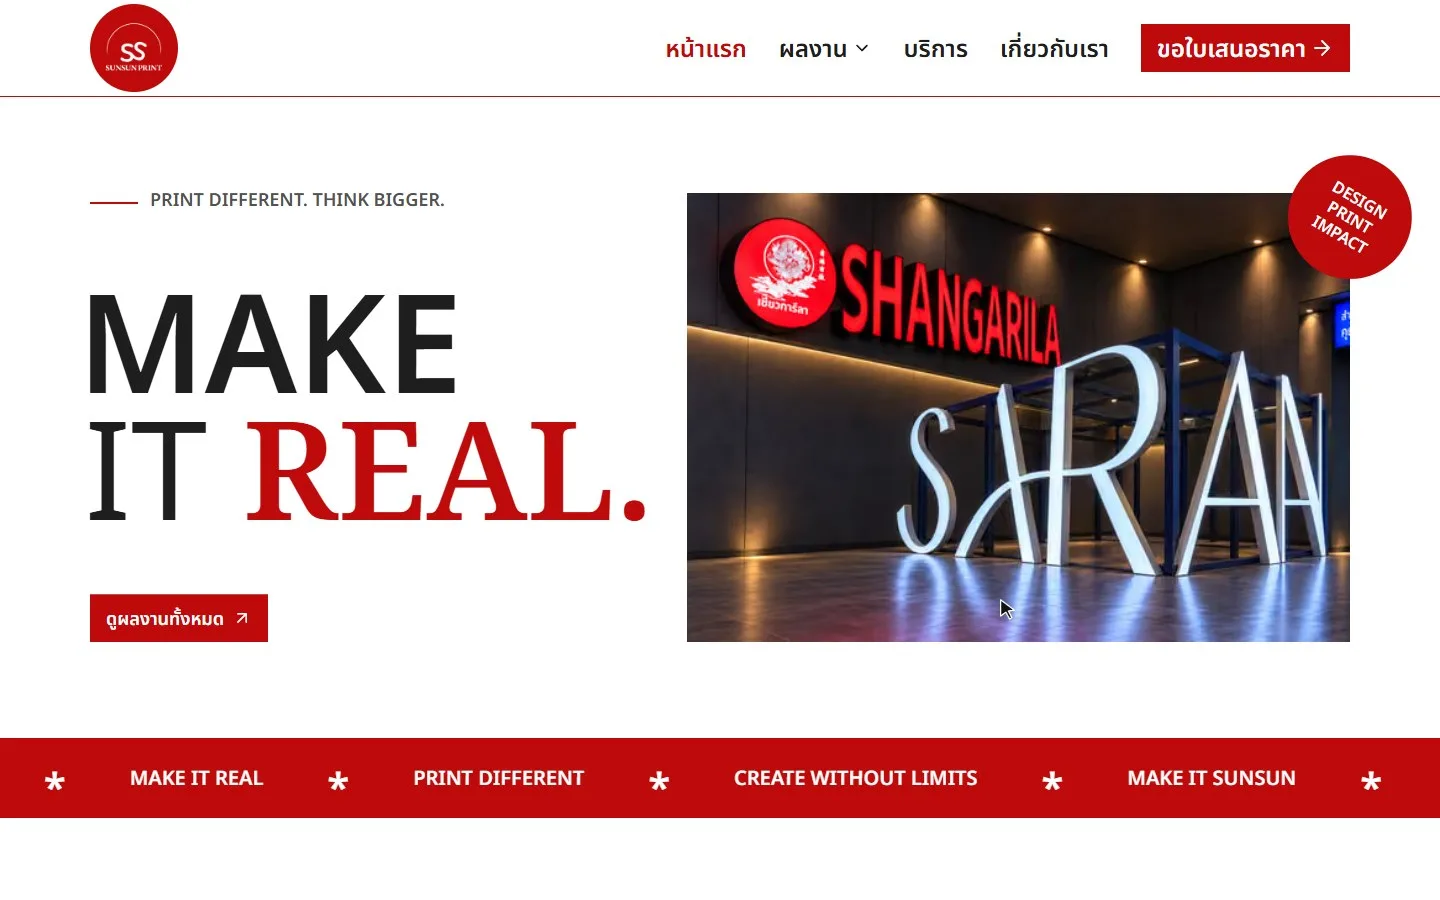 SS
SUNSUN PRINT
หน้าแรก
ผลงาน
บริการ
เกี่ยวกับเรา
ขอใบเสนอราคา
PRINT DIFFERENT. THINK BIGGER.
MAKE
IT REAL.
ดูผลงานทั้งหมด
DESIGN
PRINT
IMPACT
SHANGARILA
เซี่ยงการีลา
SARAN
* MAKE IT REAL * PRINT DIFFERENT * CREATE WITHOUT LIMITS * MAKE IT SUNSUN *